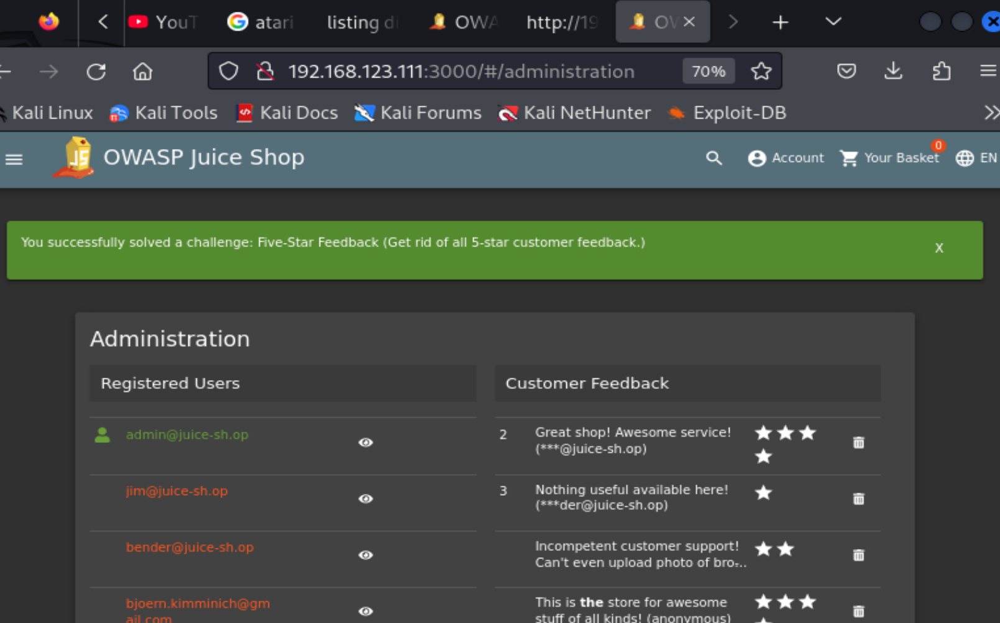 YouT
atari
listing di
OWA
http://19
OW
192.168.123.111:3000/#/administration
70%
Kali Linux
Kali Tools
Kali Docs
Kali Forums
Kali NetHunter
Exploit-DB
JS
OWASP Juice Shop
Account
0
Your Basket
EN
You successfully solved a challenge: Five-Star Feedback (Get rid of all 5-star customer feedback.)
X
Administration
Registered Users
Customer Feedback
admin@juice-sh.op
2
Great shop! Awesome service!
(***@juice-sh.op)
jim@juice-sh.op
3
Nothing useful available here!
(***der@juice-sh.op)
bender@juice-sh.op
Incompetent customer support!
Can't even upload photo of bro...
bjoern.kimminich@gm
ail.com
This is the store for awesome
stuff of all kinds! (anonymous)